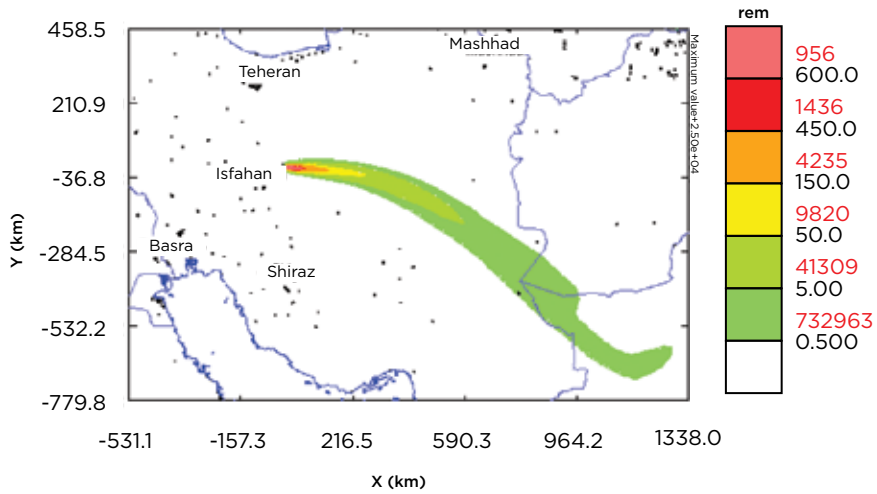 458.5
210.9
-36.8
-284.5
-532.2
-779.8
Y (km)
-531.1
-157.3
216.5
590.3
964.2
1338.0
X (km)
Mashhad
Teheran
Isfahan
Basra
Shiraz
Maximum value+2.50e+04
rem
956
600.0
1436
450.0
4235
150.0
9820
50.0
41309
5.00
732963
0.500